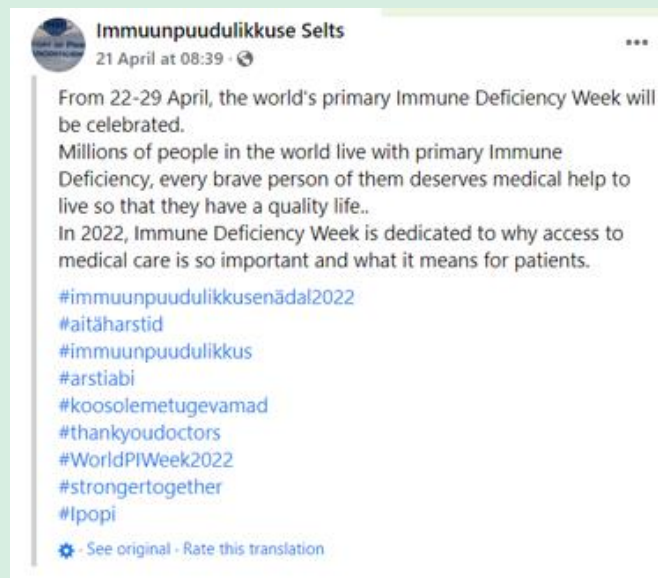 Immuunpuudulikkuse Selts
21 April at 08:39 ·
From 22-29 April, the world's primary Immune Deficiency Week will
be celebrated.
Millions of people in the world live with primary Immune
Deficiency, every brave person of them deserves medical help to
live so that they have a quality life..
In 2022, Immune Deficiency Week is dedicated to why access to
medical care is so important and what it means for patients.
#immuunpuudulikkusenädal2022
#aitäharstid
#immuunpuudulikkus
#arstiabi
#koosolemetugevamad
#thankyoudoctors
#WorldPIWeek2022
#strongertogether
#Ipopi
· See original · Rate this translation